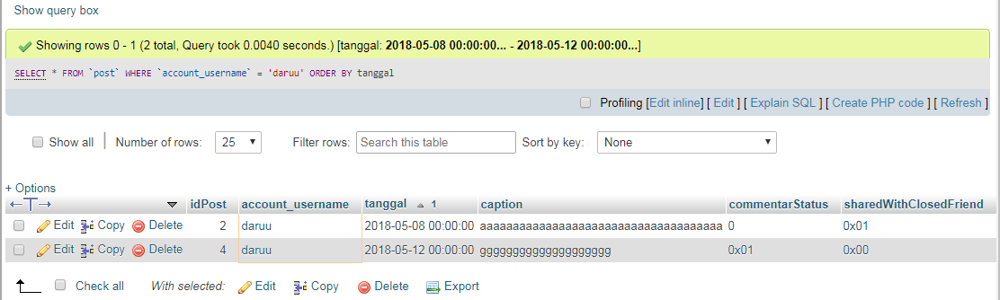 Show query box
Showing rows 0 - 1 (2 total, Query took 0.0040 seconds.) [tanggal: 2018-05-08 00:00:00... - 2018-05-12 00:00:00...]
SELECT * FROM `post` WHERE `account_username` = 'daruu' ORDER BY tanggal
Profiling [Edit inline] [ Edit ] [ Explain SQL ] [ Create PHP code ] [ Refresh ]
Show all Number of rows: 25 Filter rows: Search this table Sort by key: None
+ Options
idPost account_username tanggal 1 caption commentarStatus sharedWithClosedFriend
Edit Copy Delete 2 daruu 2018-05-08 00:00:00 aaaaaaaaaaaaaaaaaaaaaaaaaaaaaaaaaaaaa 0 0x01
Edit Copy Delete 4 daruu 2018-05-12 00:00:00 gggggggggggggggggggg 0x01 0x00
Check all With selected: Edit Copy Delete Export